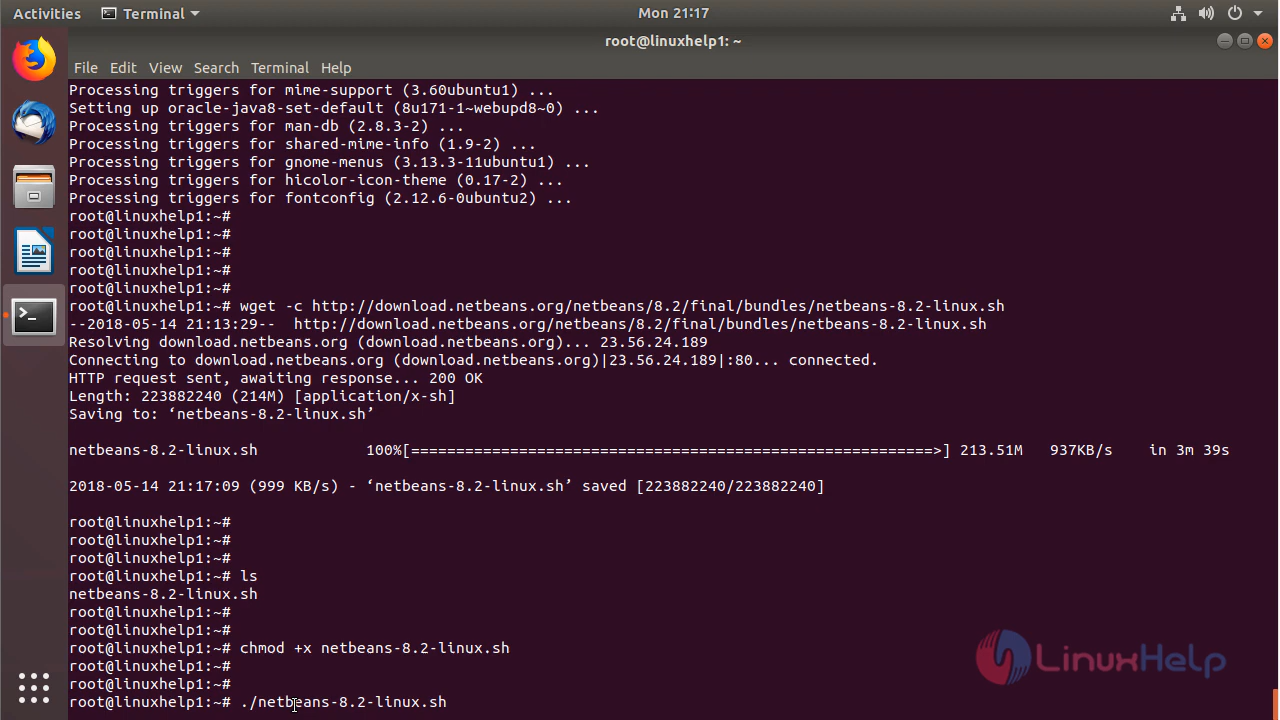 Activities Terminal Mon 21:17
root@linuxhelp1: ~
File Edit View Search Terminal Help
Processing triggers for mime-support (3.60ubuntu1) ...
Setting up oracle-java8-set-default (8u171-1~webupd8~0) ...
Processing triggers for man-db (2.8.3-2) ...
Processing triggers for shared-mime-info (1.9-2) ...
Processing triggers for gnome-menus (3.13.3-11ubuntu1) ...
Processing triggers for hicolor-icon-theme (0.17-2) ...
Processing triggers for fontconfig (2.12.6-0ubuntu2) ...
root@linuxhelp1:~#
root@linuxhelp1:~#
root@linuxhelp1:~#
root@linuxhelp1:~#
root@linuxhelp1:~#
root@linuxhelp1:~# wget -c http://download.netbeans.org/netbeans/8.2/final/bundles/netbeans-8.2-linux.sh
--2018-05-14 21:13:29-- http://download.netbeans.org/netbeans/8.2/final/bundles/netbeans-8.2-linux.sh
Resolving download.netbeans.org (download.netbeans.org)... 23.56.24.189
Connecting to download.netbeans.org (download.netbeans.org)|23.56.24.189|:80... connected.
HTTP request sent, awaiting response... 200 OK
Length: 223882240 (214M) [application/x-sh]
Saving to: ‘netbeans-8.2-linux.sh’
netbeans-8.2-linux.sh 100%[==========================================================>] 213.51M 937KB/s in 3m 39s
2018-05-14 21:17:09 (999 KB/s) - ‘netbeans-8.2-linux.sh’ saved [223882240/223882240]
root@linuxhelp1:~#
root@linuxhelp1:~#
root@linuxhelp1:~#
root@linuxhelp1:~# ls
netbeans-8.2-linux.sh
root@linuxhelp1:~#
root@linuxhelp1:~#
root@linuxhelp1:~# chmod +x netbeans-8.2-linux.sh
root@linuxhelp1:~#
root@linuxhelp1:~#
root@linuxhelp1:~# ./netbeans-8.2-linux.sh
LinuxHelp